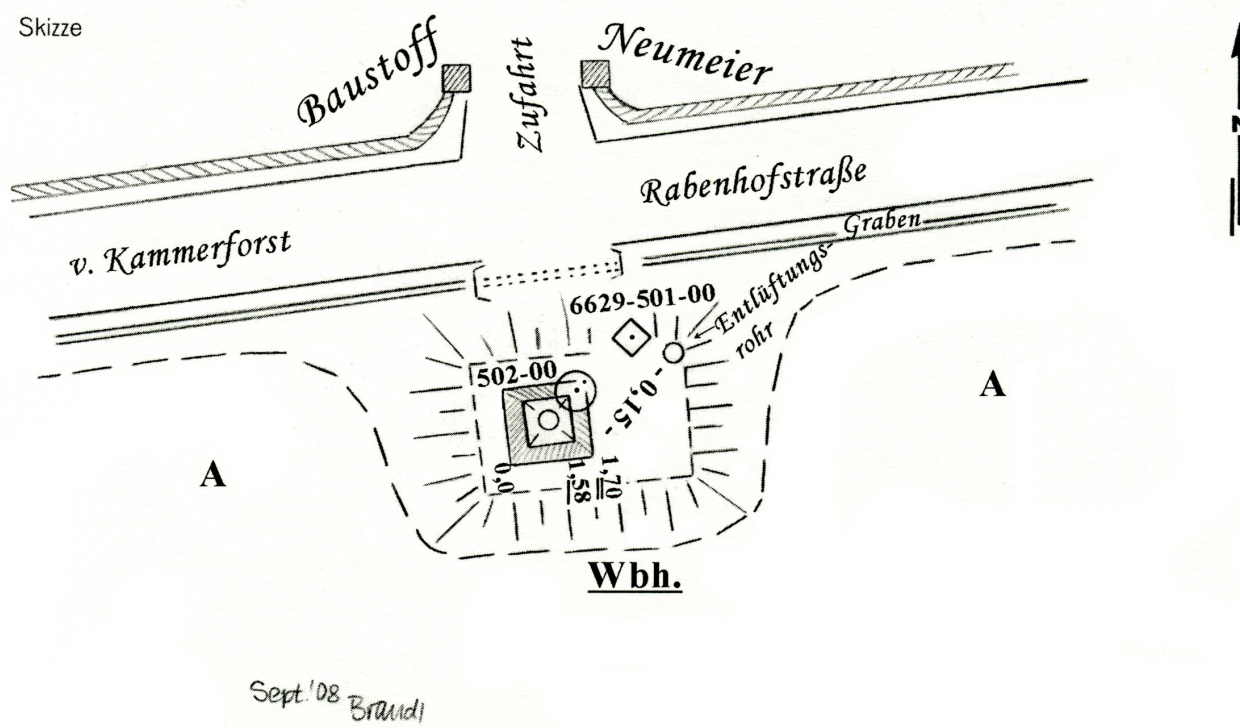 Skizze
Baustoff
Zufahrt
Neumeier
N
Rabenhofstraße
v. Kammerforst
Graben
Entlüftungs-
rohr
6629-501-00
502-00
- 0,15 -
A
A
0,0
1,58
1,70
Wbh.
Sept.'08 Brandl